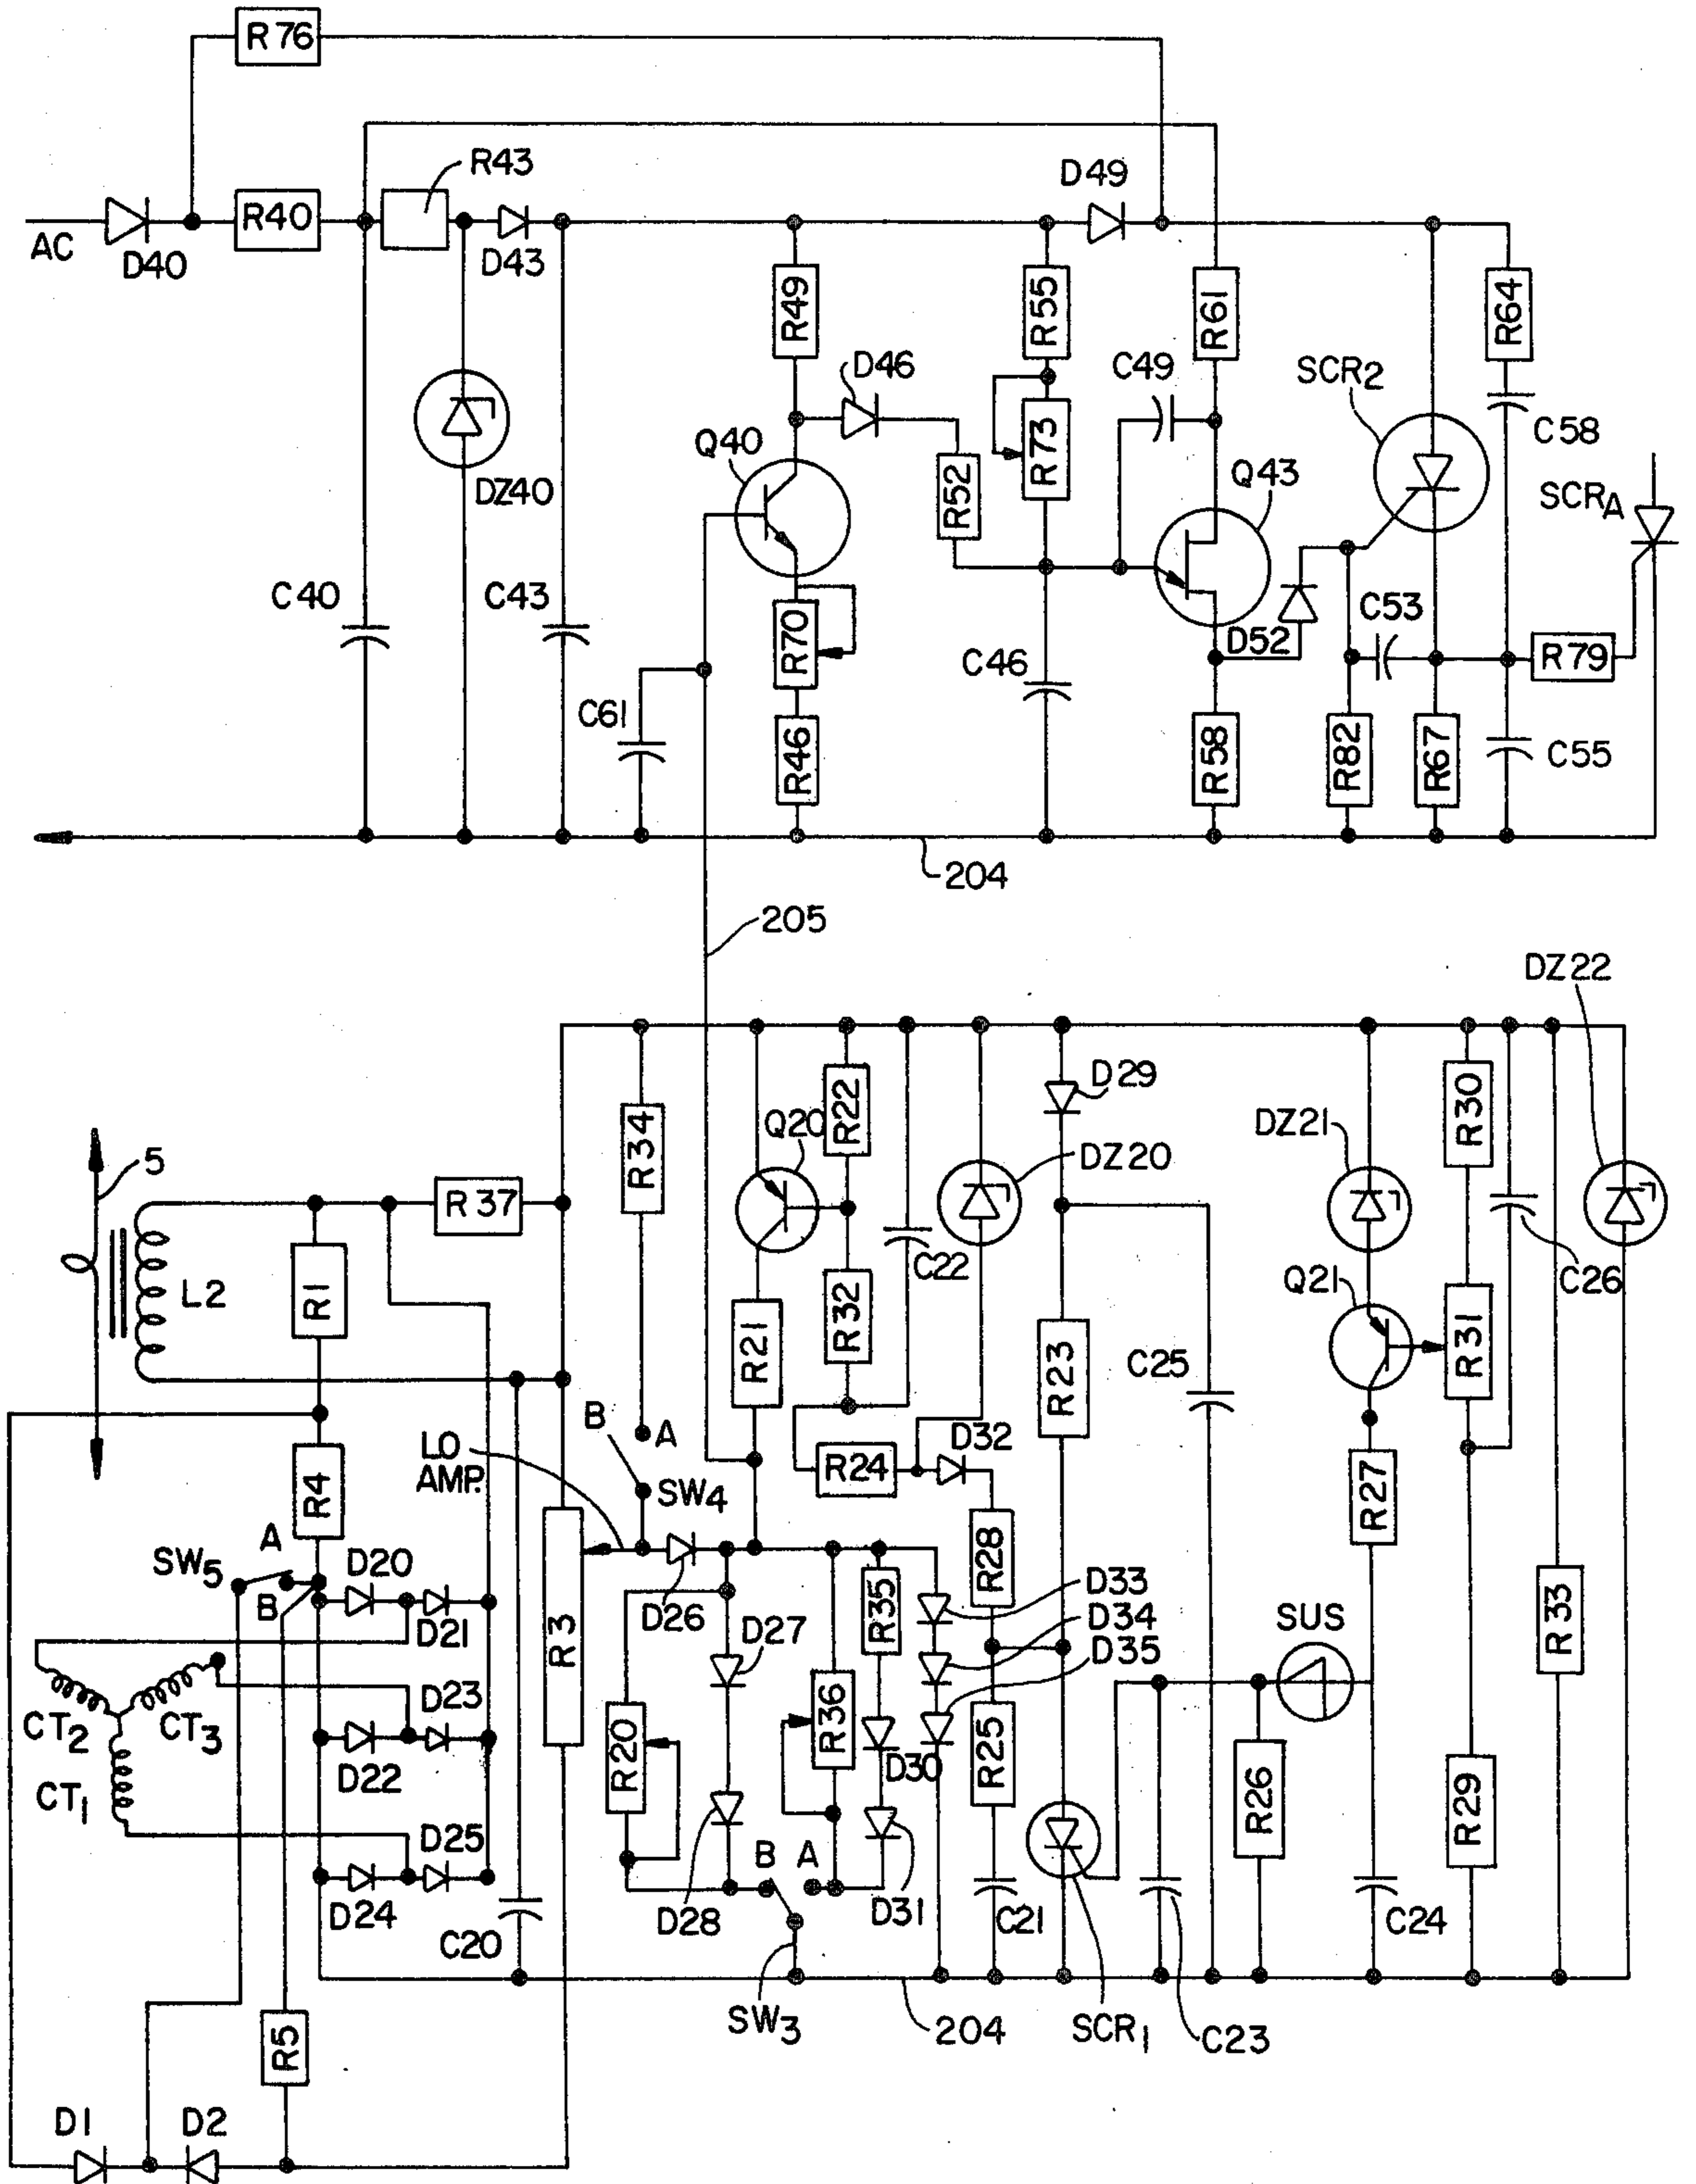 R76
R43
D49
AC
D40
R40
D43
R49
R55
R61
R64
D46
C49
SCR2
C58
Q40
DZ40
R52
R73
Q43
SCRA
C40
C43
R70
C46
D52
C53
R79
C61
R46
R58
R82
R67
C55
204
205
DZ22
D29
R22
R30
R34
Q20
DZ20
DZ21
5
R37
C22
C26
L2
R1
Q21
R32
R31
R21
R23
C25
B
A
LO
AMP.
D32
R24
SW4
R4
R27
A
SW5
D20
R28
B
D26
R35
D33
D21
D34
SUS
R33
D27
D35
R3
D23
CT2
CT3
R36
R20
R25
D30
D22
R26
CT1
R29
D25
B
A
D24
D28
D31
C21
C24
C20
SW3
204
SCR1
C23
R5
D1
D2